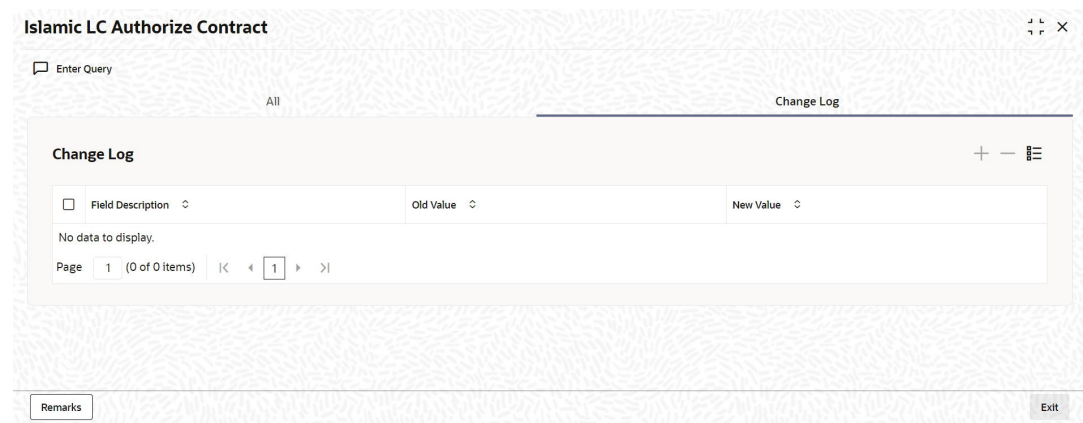 Islamic LC Authorize Contract
Enter Query
All Change Log
Change Log
Field Description Old Value New Value
No data to display.
Page 1 (0 of 0 items) 1
Remarks Exit